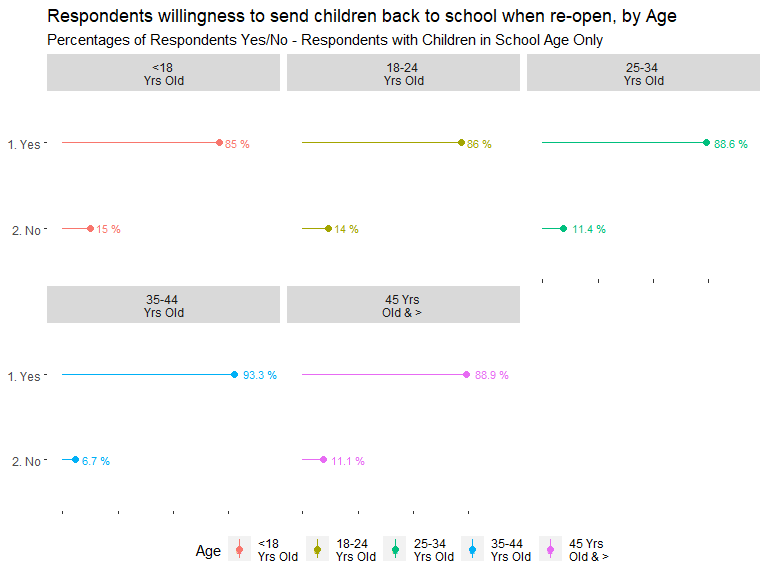 Respondents willingness to send children back to school when re-open, by Age
Percentages of Respondents Yes/No - Respondents with Children in School Age Only
<18
Yrs Old
18-24
Yrs Old
25-34
Yrs Old
1. Yes
85 %
86 %
88.6 %
2. No
15 %
14 %
11.4 %
35-44
Yrs Old
45 Yrs
Old & >
1. Yes
93.3 %
88.9 %
2. No
6.7 %
11.1 %
Age
<18
Yrs Old
18-24
Yrs Old
25-34
Yrs Old
35-44
Yrs Old
45 Yrs
Old & >